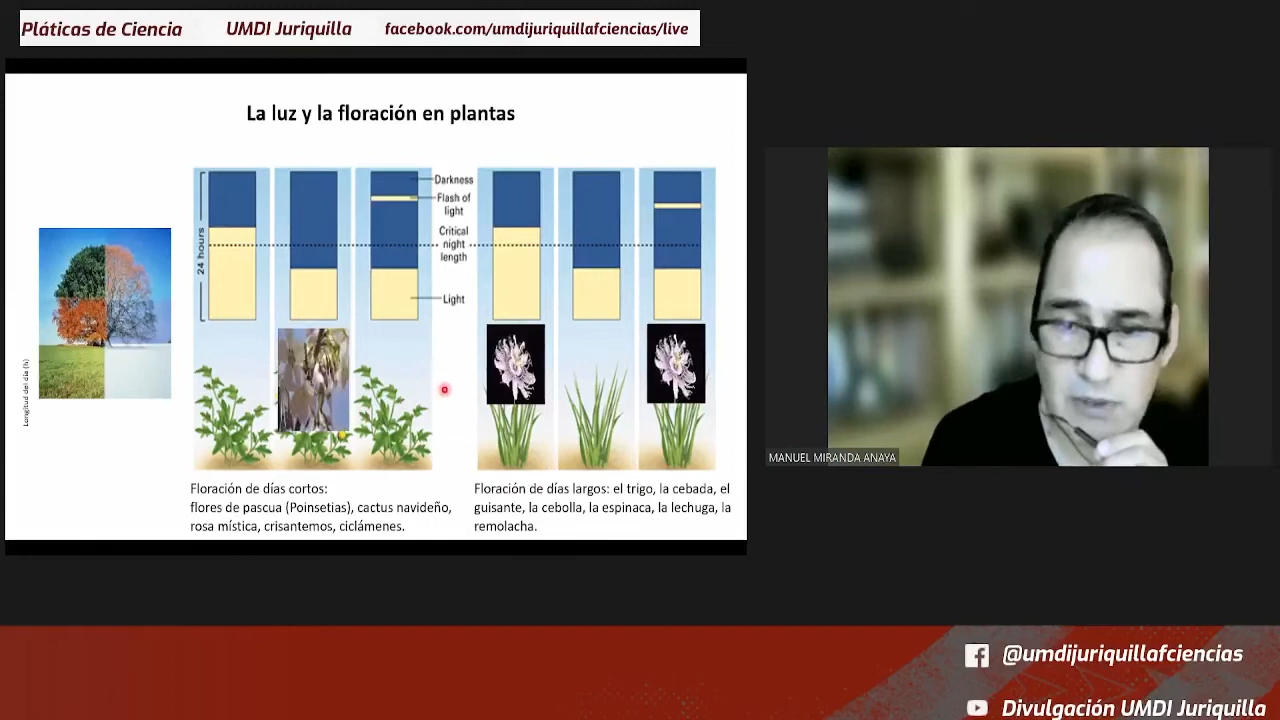 Pláticas de Ciencia UMDI Juriquilla facebook.com/umdijuriquillafciencias/live
La luz y la floración en plantas
24 hours
Darkness
Flash of
light
Critical
night
length
Light
Longitud del día (h)
Floración de días cortos:
flores de pascua (Poinsetias), cactus navideño,
rosa mística, crisantemos, ciclámenes.
Floración de días largos: el trigo, la cebada, el
guisante, la cebolla, la espinaca, la lechuga, la
remolacha.
MANUEL MIRANDA ANAYA
@umdijuriquillafciencias
Divulgación UMDI Juriquilla